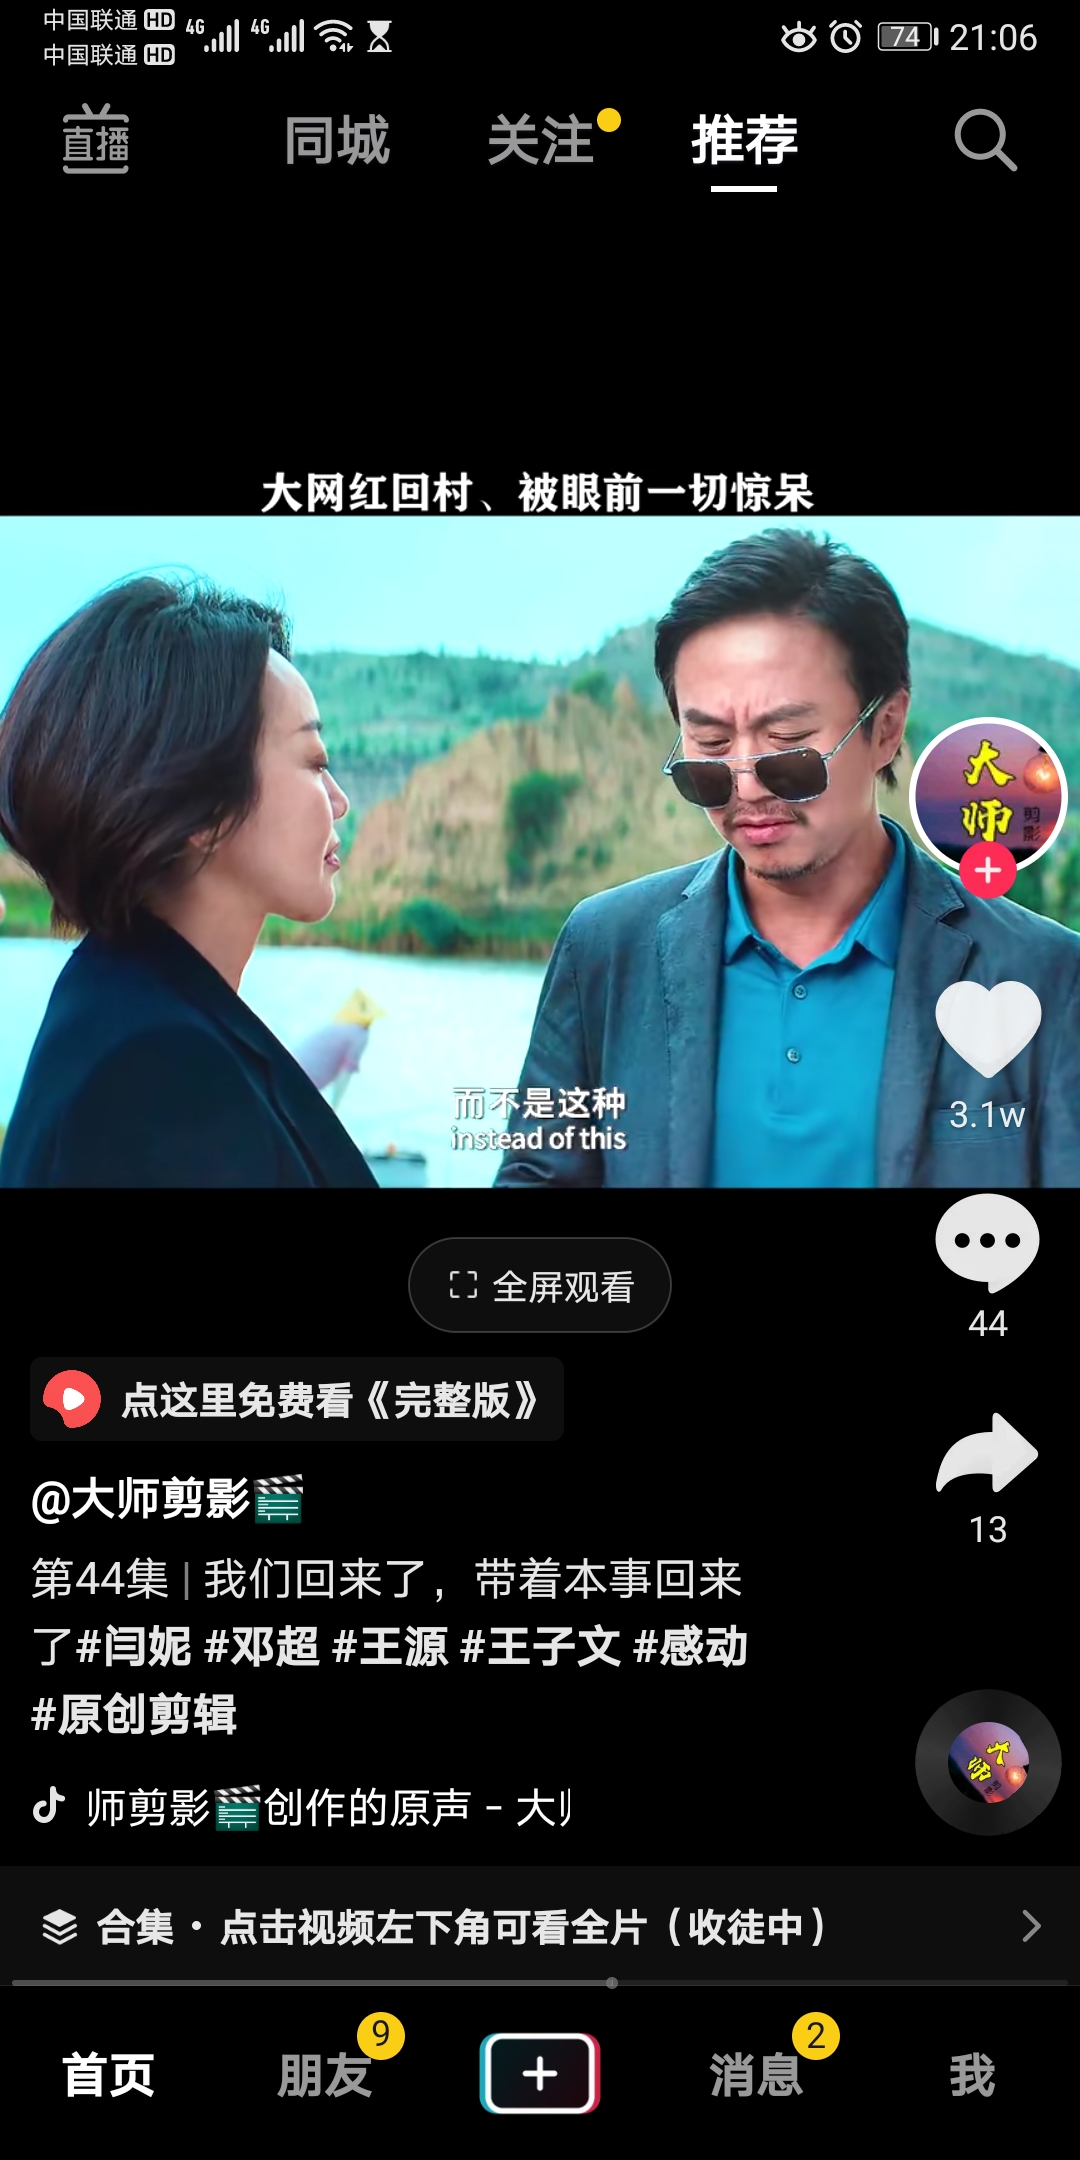 中国联通 HD 4G 4G 74 21:06
中国联通 HD
直播 同城 关注 推荐
大网红回村、被眼前一切惊呆
大师
剪影
3.1w
而不是这种
instead of this
44
全屏观看
点这里免费看《完整版》
@大师剪影
13
第44集 | 我们回来了，带着本事回来
了#闫妮 #邓超 #王源 #王子文 #感动
#原创剪辑
大师
师剪影创作的原声 - 大
合集 · 点击视频左下角可看全片（收徒中）
首页 朋友 9 消息 2 我